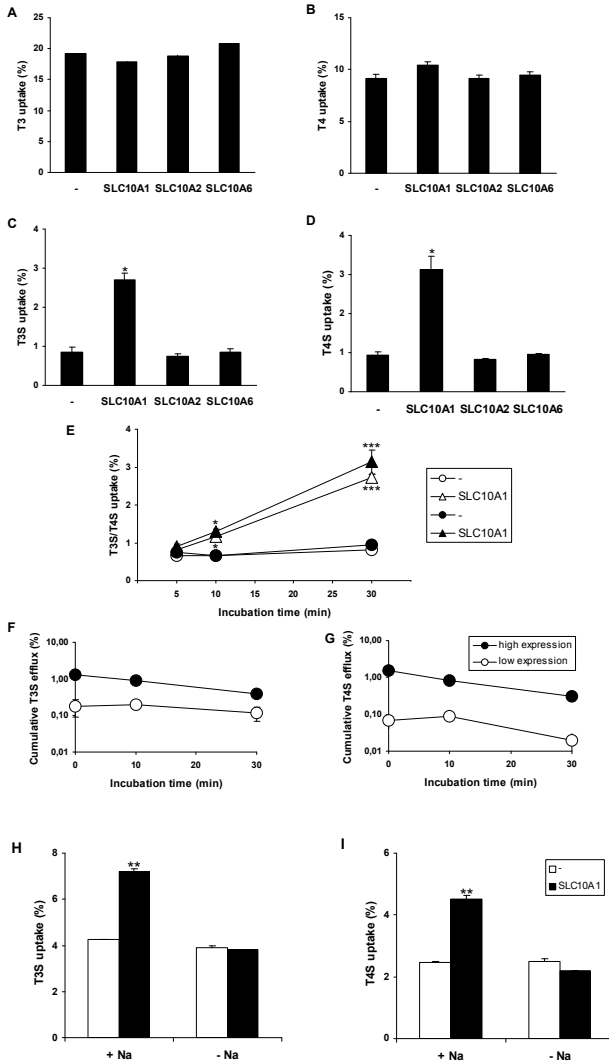 A
T3 uptake (%)
25
20
15
10
5
0
- SLC10A1 SLC10A2 SLC10A6
B
T4 uptake (%)
15
10
5
0
- SLC10A1 SLC10A2 SLC10A6
C
T3S uptake (%)
4
3
2
1
0
*
- SLC10A1 SLC10A2 SLC10A6
D
T4S uptake (%)
4
3
2
1
0
*
- SLC10A1 SLC10A2 SLC10A6
E
T3S/T4S uptake (%)
4
3
2
1
0
*
*
***
***
5 10 30
Incubation time (min)
-
SLC10A1
-
SLC10A1
F
Cumulative T3S efflux (%)
10,00
1,00
0,10
0,01
0 10 30
Incubation time (min)
G
Cumulative T4S efflux (%)
10,00
1,00
0,10
0,01
0 10 30
Incubation time (min)
high expression
low expression
H
T3S uptake (%)
8
6
4
2
0
**
+ Na - Na
I
T4S uptake (%)
6
4
2
0
**
+ Na - Na
-
SLC10A1